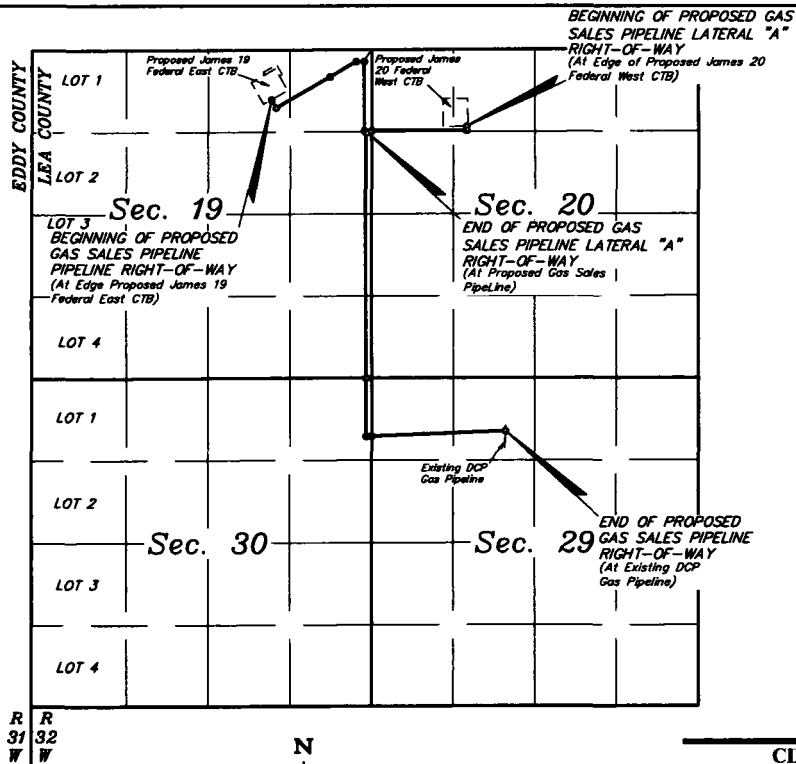 BEGINNING OF PROPOSED GAS
SALES PIPELINE LATERAL "A"
RIGHT-OF-WAY
(At Edge of Proposed James 20
Federal West CTB)
Proposed James 19
Federal East CTB
Proposed James
20 Federal
West CTB
EDDY COUNTY
LEA COUNTY
LOT 1
LOT 2
Sec. 19
Sec. 20
LOT 3
BEGINNING OF PROPOSED
GAS SALES PIPELINE
PIPELINE RIGHT-OF-WAY
(At Edge Proposed James 19
Federal East CTB)
END OF PROPOSED GAS
SALES PIPELINE LATERAL "A"
RIGHT-OF-WAY
(At Proposed Gas Sales
PipeLine)
LOT 4
LOT 1
Existing DCP
Gas Pipeline
LOT 2
Sec. 30
Sec. 29
END OF PROPOSED
GAS SALES PIPELINE
RIGHT-OF-WAY
(At Existing DCP
Gas Pipeline)
LOT 3
LOT 4
R R
31 32
W W
N